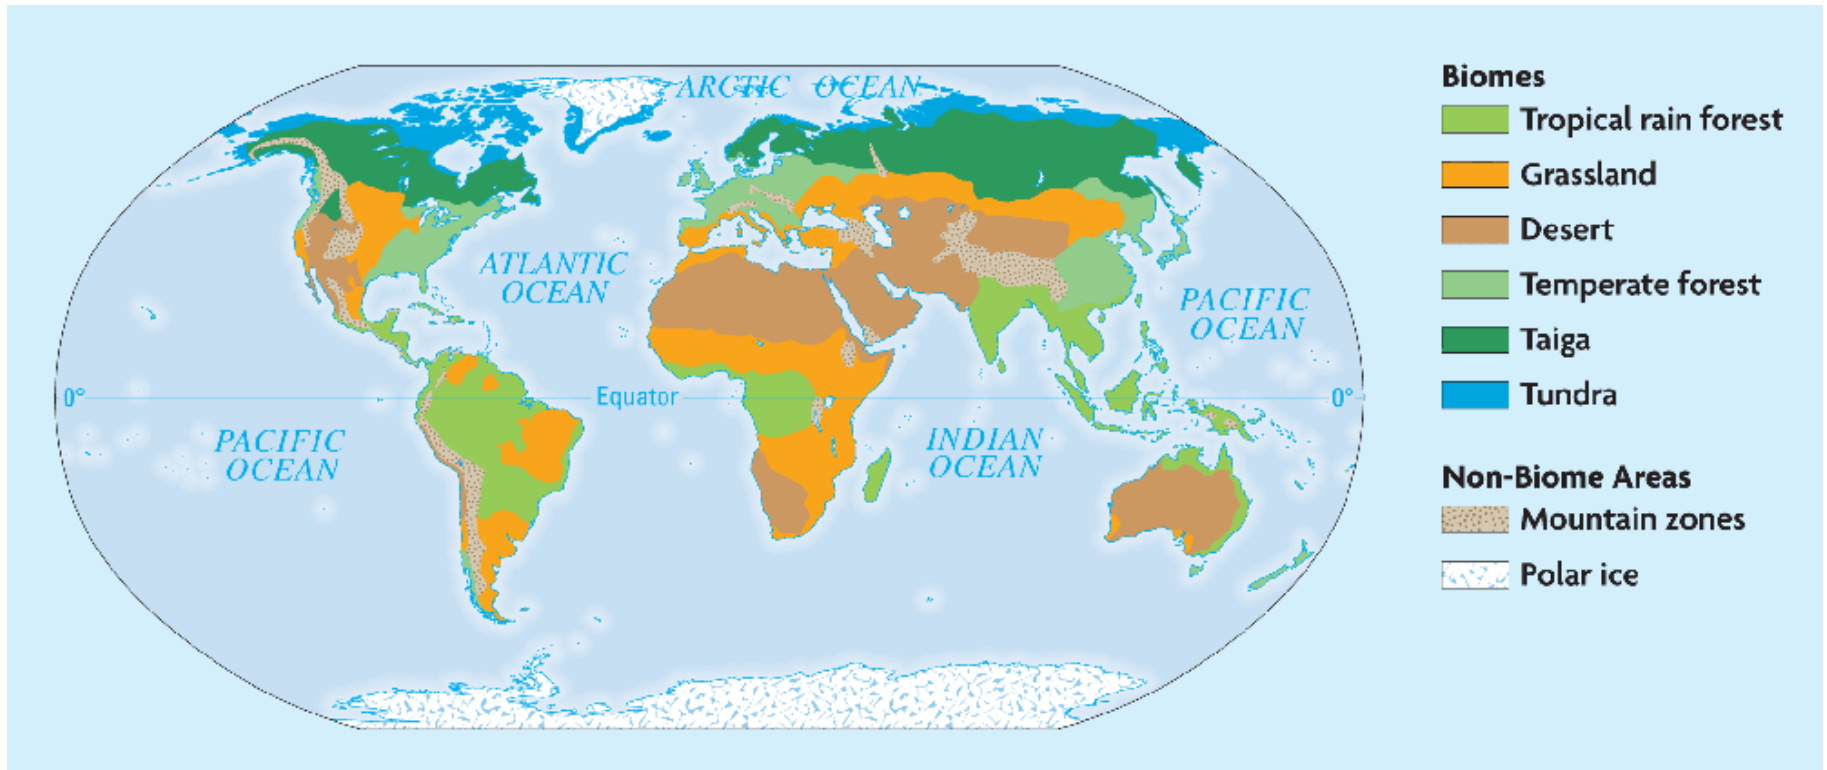 ARCTIC OCEAN
ATLANTIC
OCEAN
PACIFIC
OCEAN
0°
Equator
0°
PACIFIC
OCEAN
INDIAN
OCEAN
Biomes
Tropical rain forest
Grassland
Desert
Temperate forest
Taiga
Tundra
Non-Biome Areas
Mountain zones
Polar ice